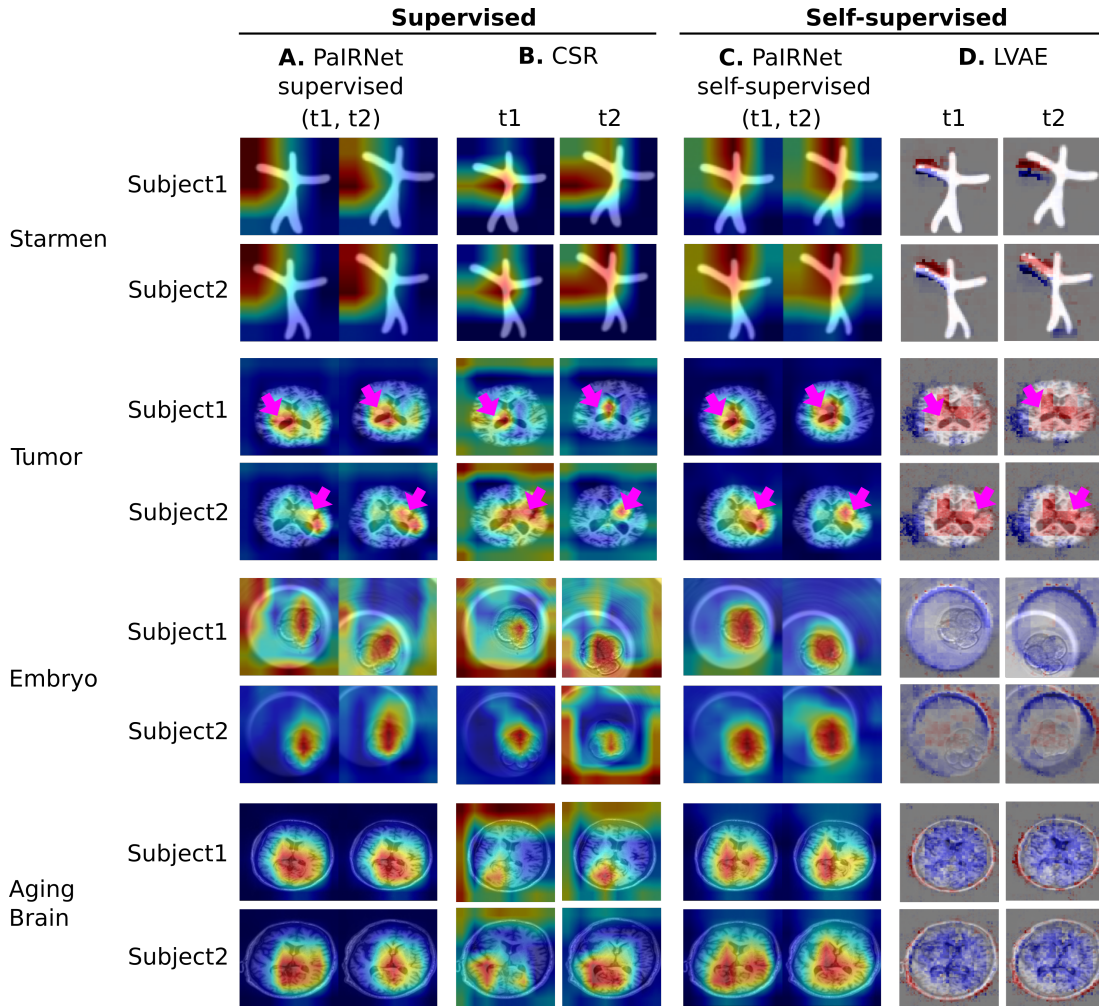 Supervised
Self-supervised
A. PaIRNet
supervised
(t1, t2)
B. CSR
t1
t2
C. PaIRNet
self-supervised
(t1, t2)
D. LVAE
t1
t2
Starmen
Subject1
Subject2
Tumor
Subject1
Subject2
Embryo
Subject1
Subject2
Aging
Brain
Subject1
Subject2